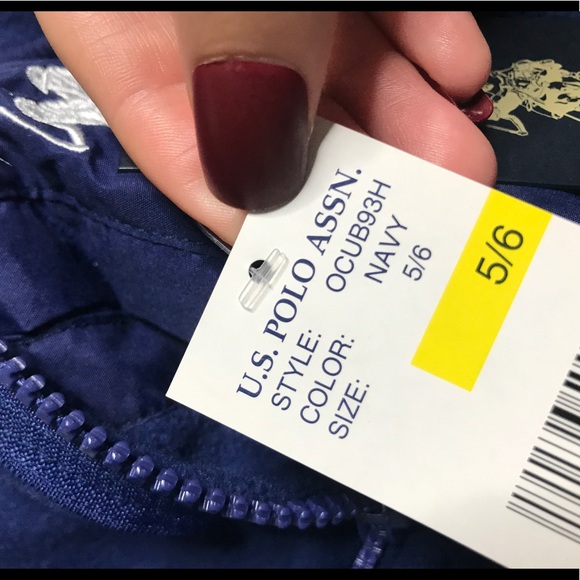 U.S. POLO ASSN.
STYLE: OCUB93H
COLOR: NAVY
SIZE: 5/6
5/6